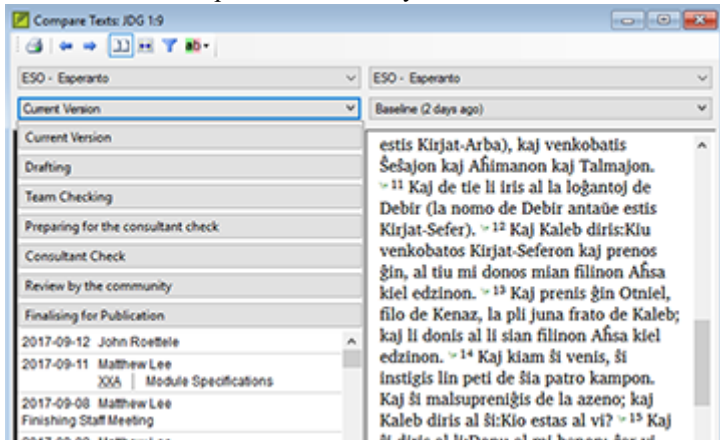 Compare Texts: JDG 1:9
ESO - Esperanto
ESO - Esperanto
Current Version
Baseline (2 days ago)
Current Version
Drafting
Team Checking
Preparing for the consultant check
Consultant Check
Review by the community
Finalising for Publication
2017-09-12 John Roettele
2017-09-11 Matthew Lee
XXA | Module Specifications
2017-09-08 Matthew Lee
Finishing Staff Meeting
estis Kirjat-Arba), kaj venkobatis
Ŝeŝajon kaj Aĥimanon kaj Talmajon.
11 Kaj de tie li iris al la loĝantoj de
Debir (la nomo de Debir antaŭe estis
Kirjat-Sefer). 12 Kaj Kaleb diris:Kiu
venkobatos Kirjat-Seferon kaj prenos
ĝin, al tiu mi donos mian filinon Aĥsa
kiel edzinon. 13 Kaj prenis ĝin Otniel,
filo de Kenaz, la pli juna frato de Kaleb;
kaj li donis al li sian filinon Aĥsa kiel
edzinon. 14 Kaj kiam ŝi venis, ŝi
instigis lin peti de ŝia patro kampon.
Kaj ŝi malsupreniĝis de la azeno; kaj
Kaleb diris al ŝi:Kio estas al vi? 15 Kaj